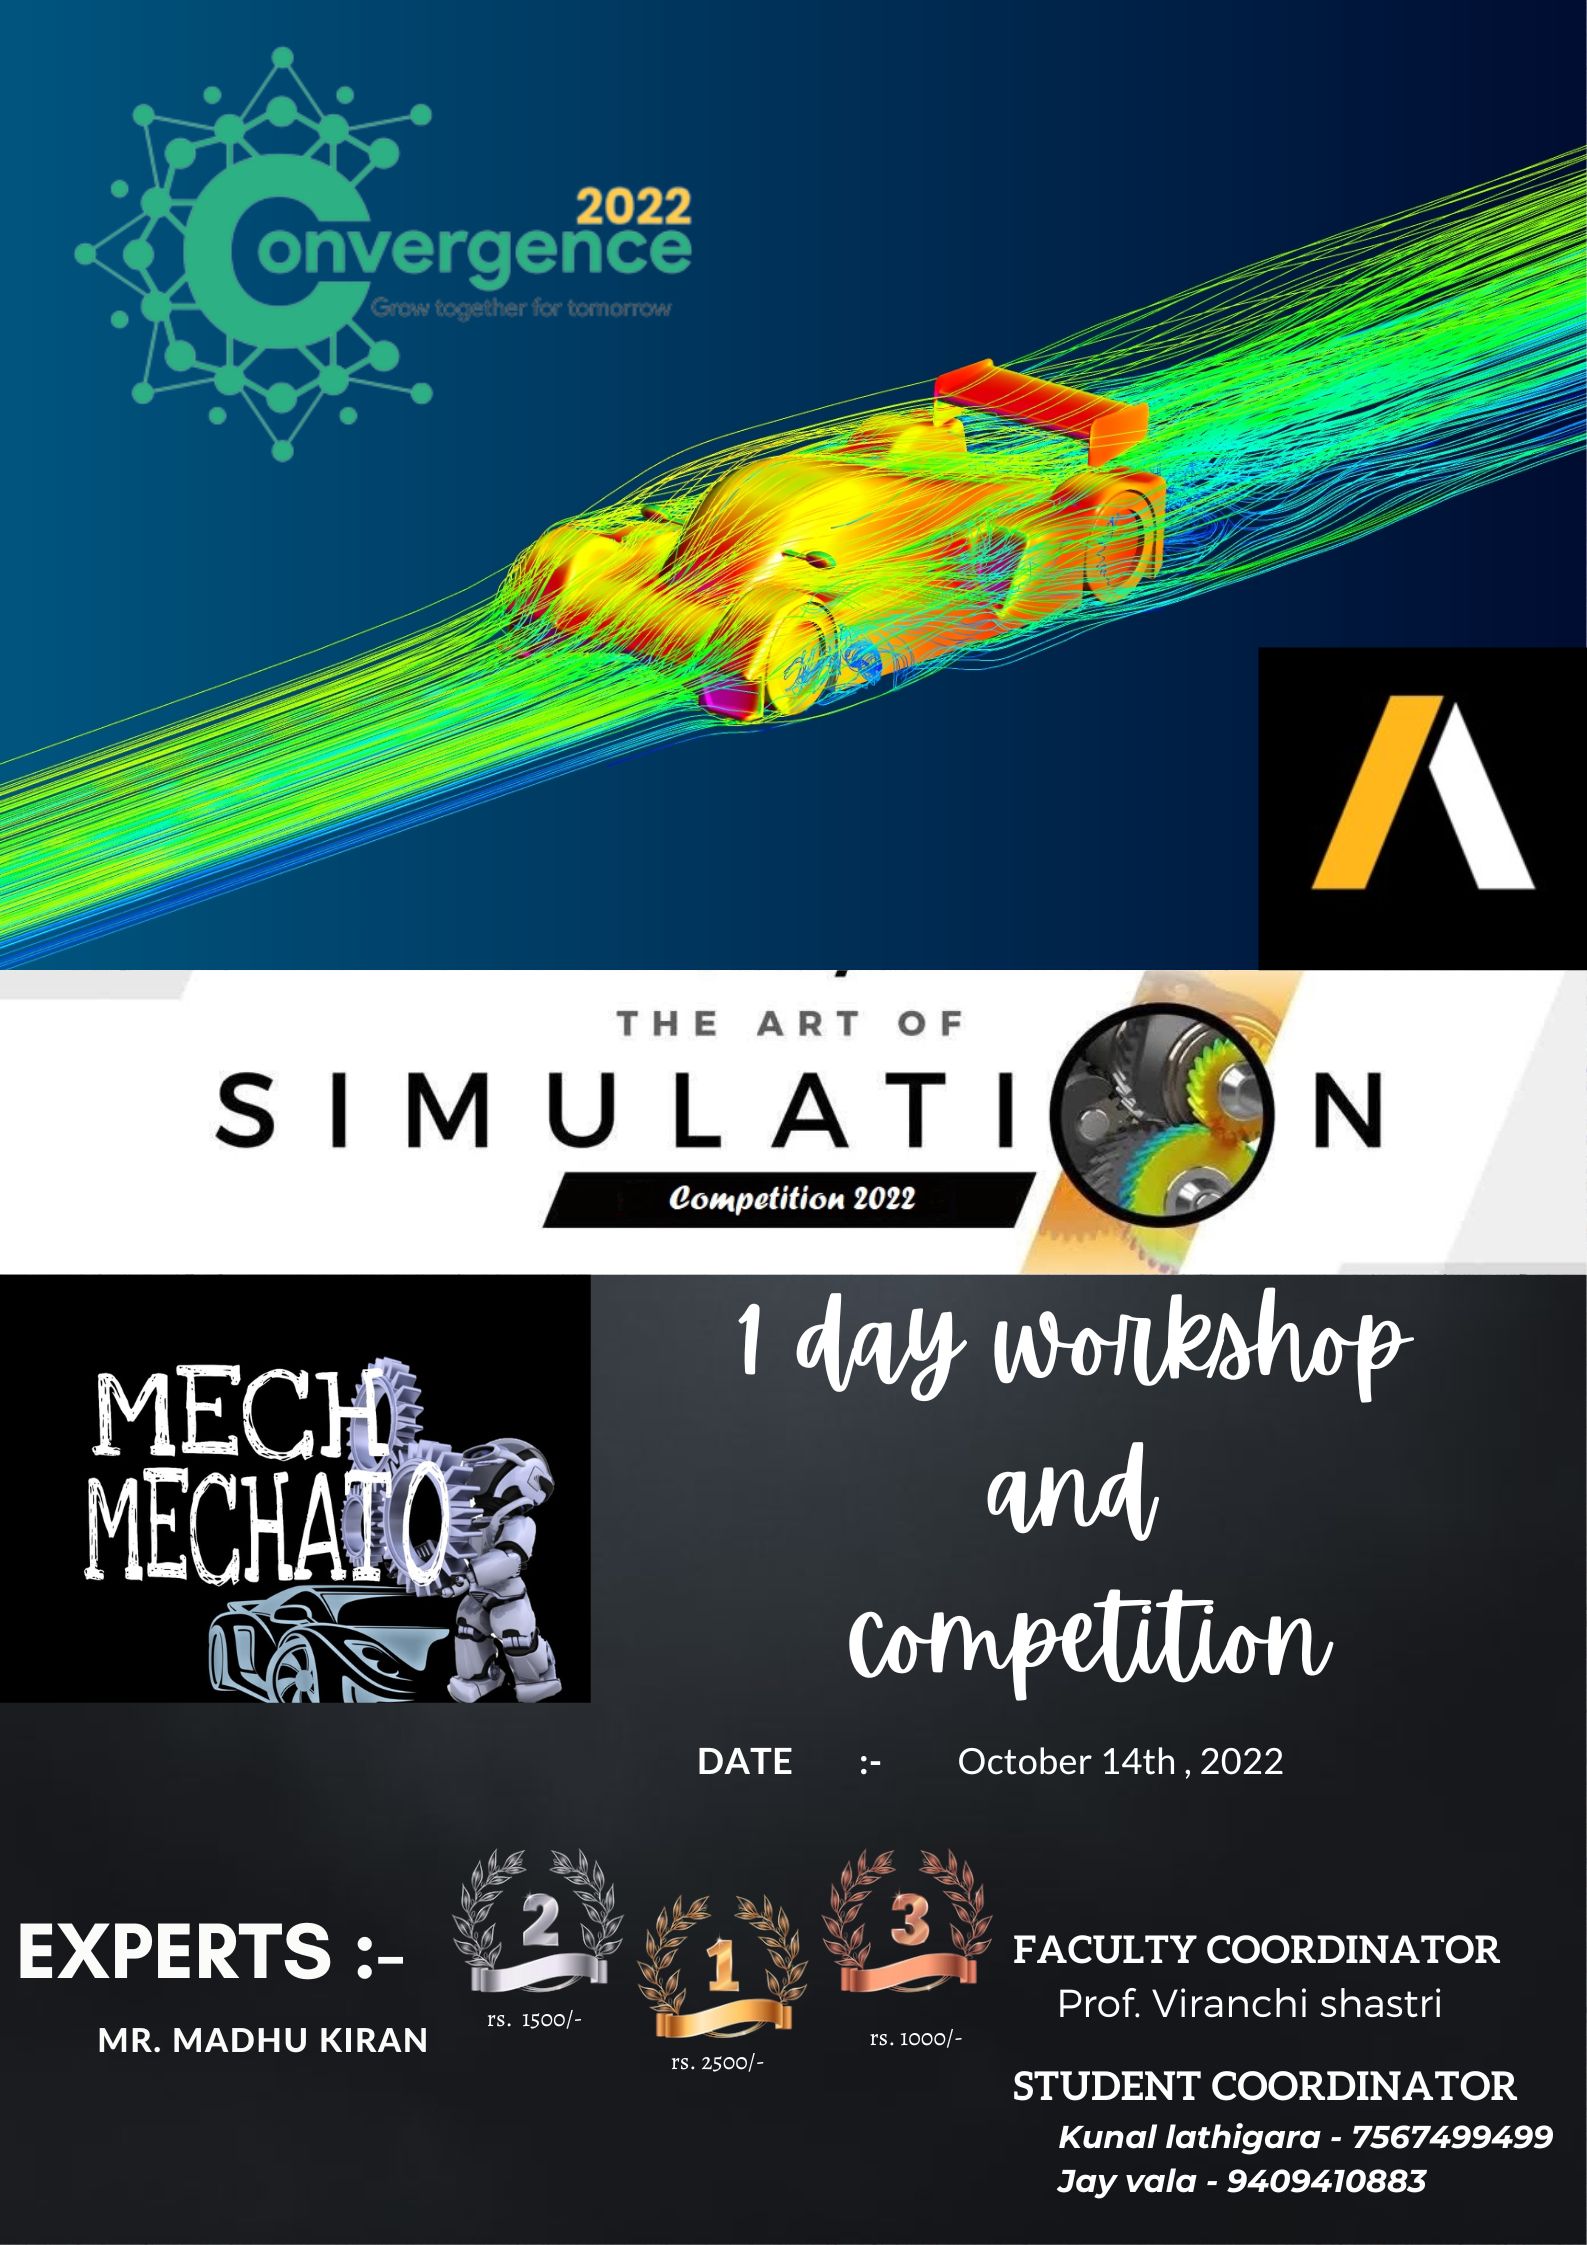 2022
Convergence
Grow together for tomorrow
THE ART OF
SIMULATION
Competition 2022
MECH
MECHATO
1 day workshop
and
competition
DATE :- October 14th , 2022
EXPERTS :-
MR. MADHU KIRAN
2
rs. 1500/-
1
rs. 2500/-
3
rs. 1000/-
FACULTY COORDINATOR
Prof. Viranchi shastri
STUDENT COORDINATOR
Kunal lathigara - 7567499499
Jay vala - 9409410883